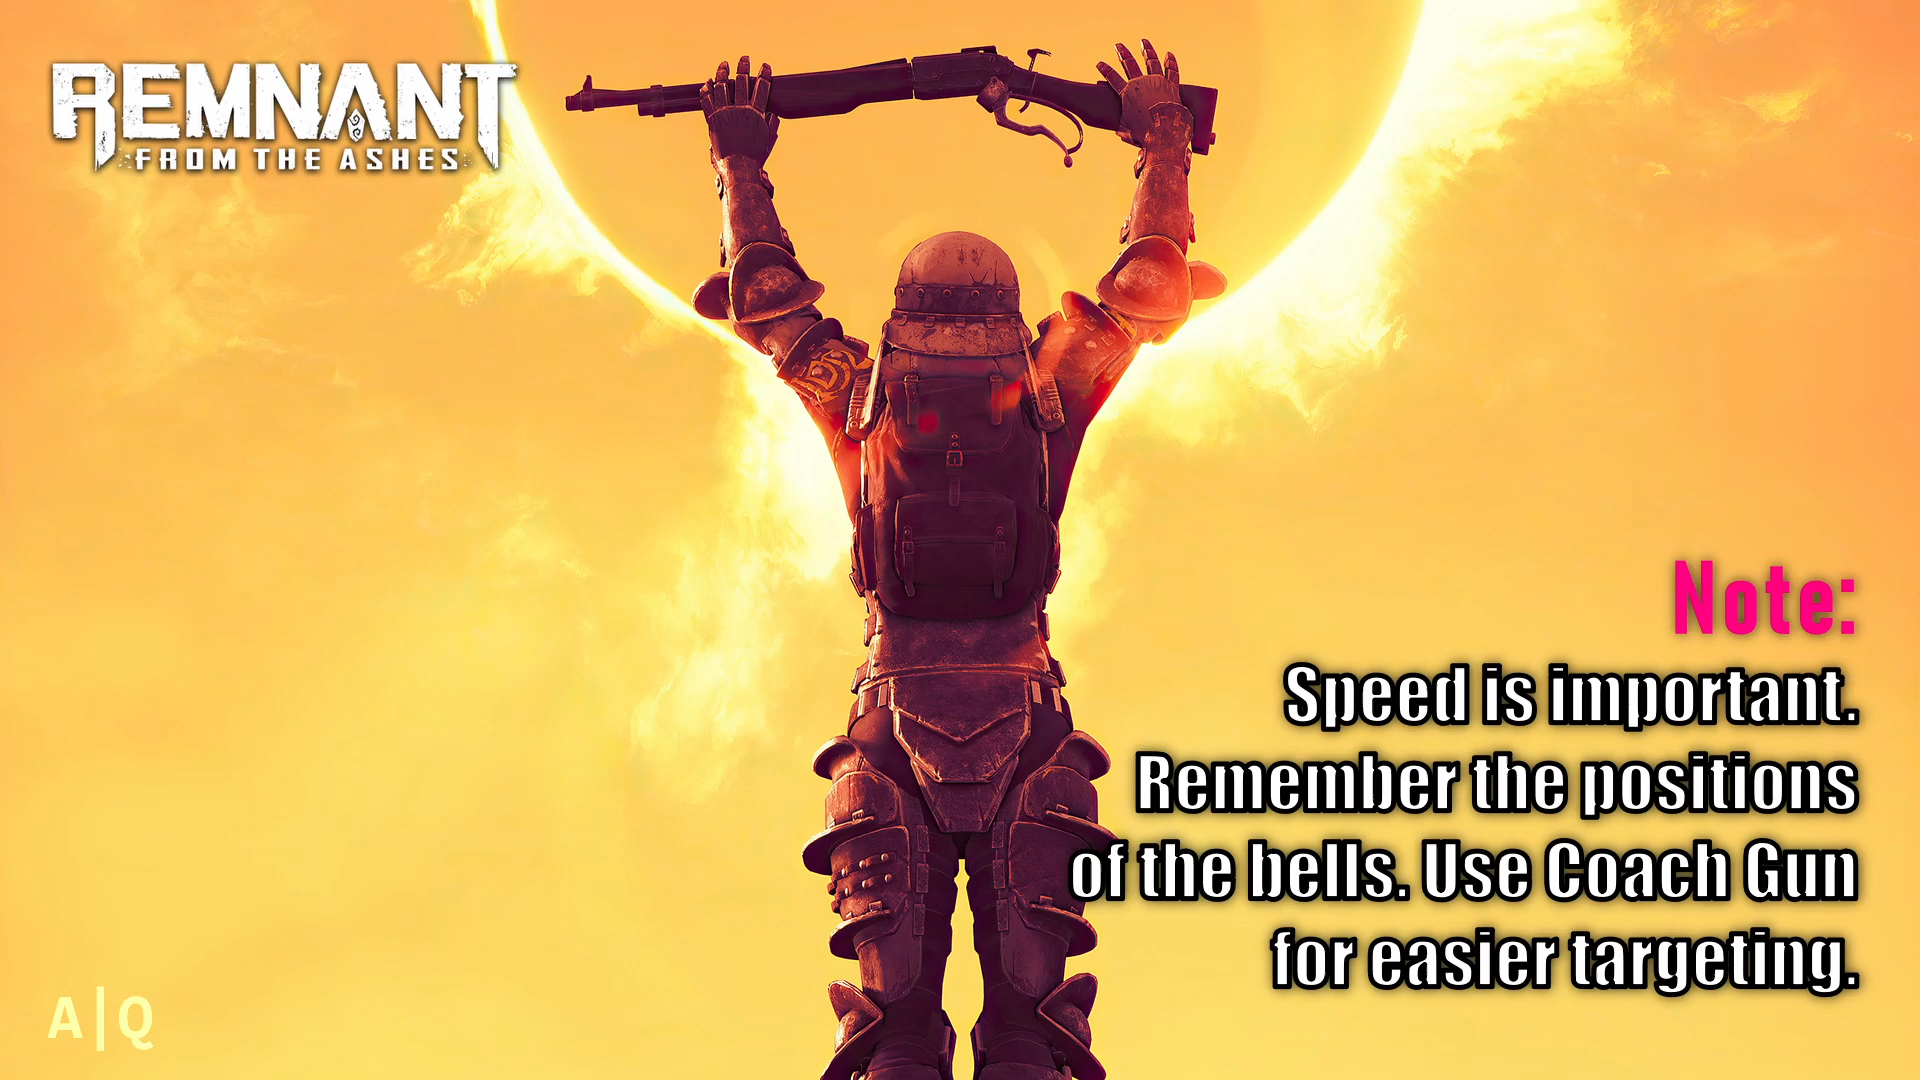 REMNANT
FROM THE ASHES
Note:
Speed is important.
Remember the positions
of the bells. Use Coach Gun
for easier targeting.
A|Q